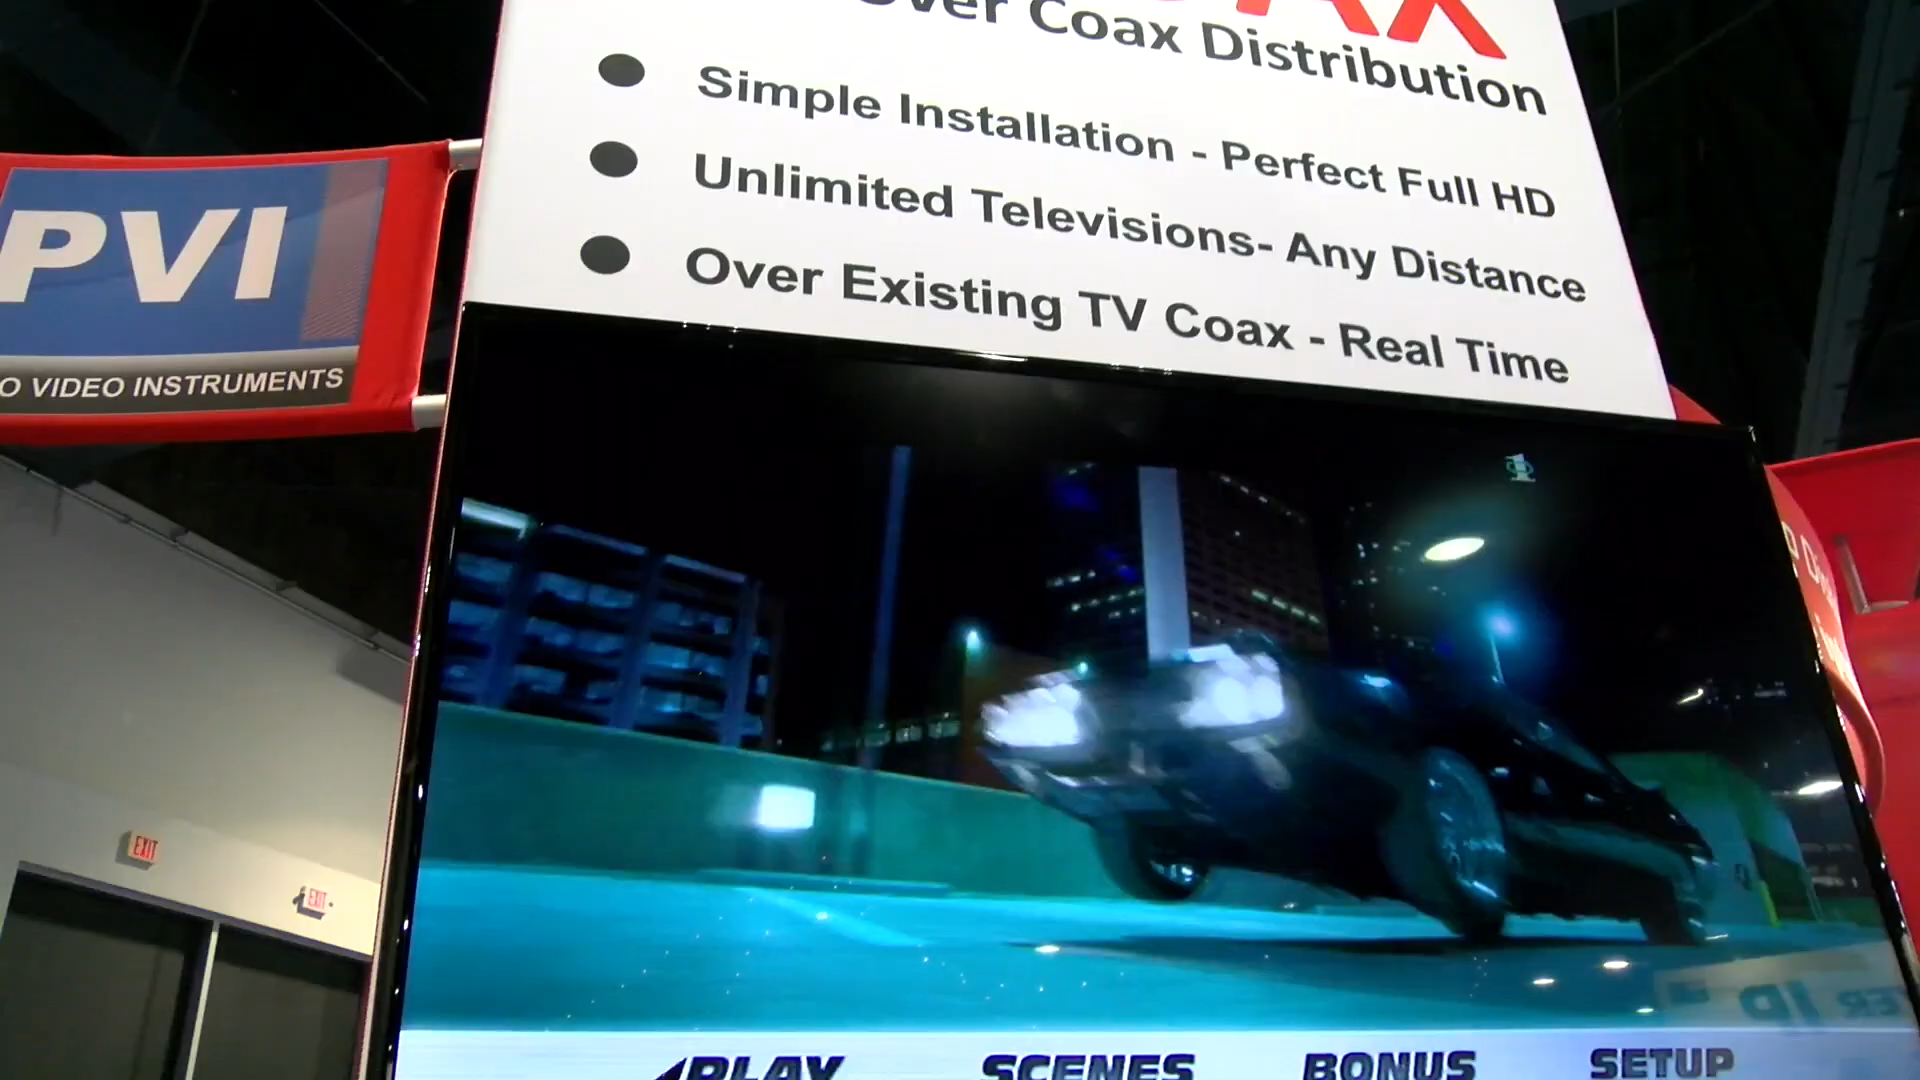 Over Coax Distribution
Simple Installation - Perfect Full HD
Unlimited Televisions- Any Distance
Over Existing TV Coax - Real Time
PVI
O VIDEO INSTRUMENTS
EXIT
EXIT
PLAY SCENES BONUS SETUP